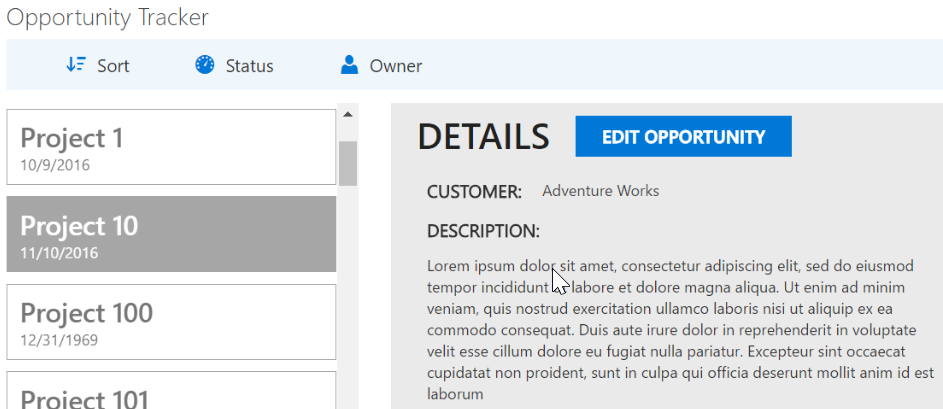 Opportunity Tracker
Sort Status Owner
Project 1
10/9/2016
Project 10
11/10/2016
Project 100
12/31/1969
Project 101
DETAILS EDIT OPPORTUNITY
CUSTOMER: Adventure Works
DESCRIPTION:
Lorem ipsum dolor sit amet, consectetur adipiscing elit, sed do eiusmod
tempor incididunt labore et dolore magna aliqua. Ut enim ad minim
veniam, quis nostrud exercitation ullamco laboris nisi ut aliquip ex ea
commodo consequat. Duis aute irure dolor in reprehenderit in voluptate
velit esse cillum dolore eu fugiat nulla pariatur. Excepteur sint occaecat
cupidatat non proident, sunt in culpa qui officia deserunt mollit anim id est
laborum